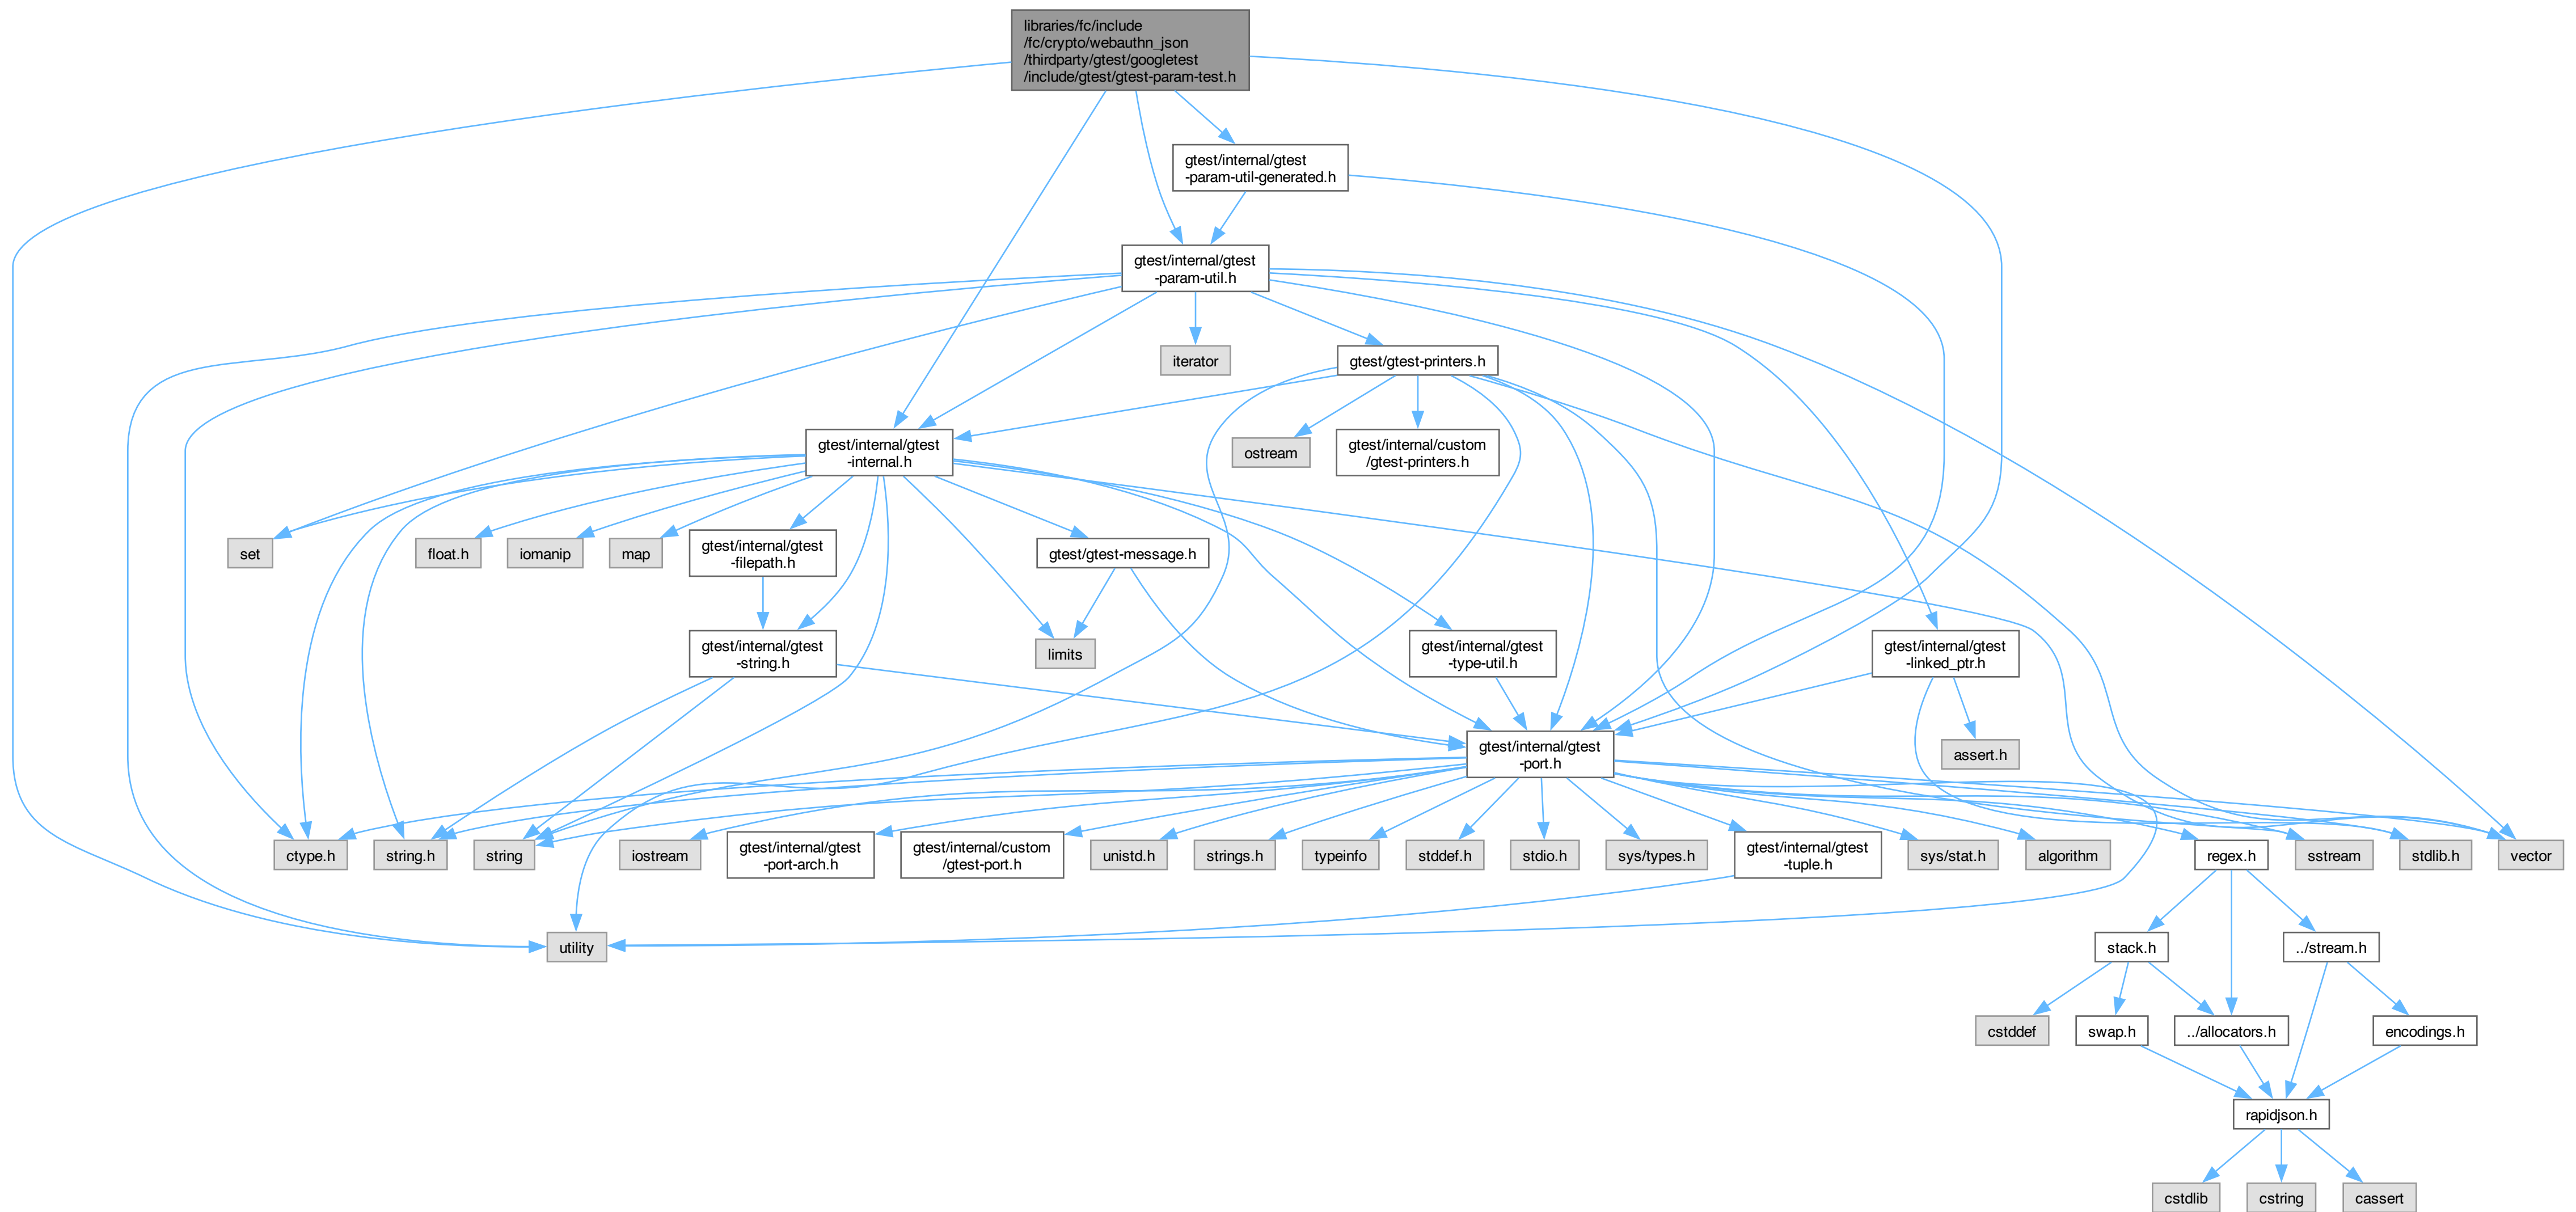 libraries/fc/include
/fc/crypto/webauthn_json
/thirdparty/gtest/googletest
/include/gtest/gtest-param-test.h
gtest/internal/gtest
-param-util-generated.h
gtest/internal/gtest
-param-util.h
iterator
gtest/gtest-printers.h
gtest/internal/gtest
-internal.h
ostream
gtest/internal/custom
/gtest-printers.h
set
float.h
iomanip
map
gtest/internal/gtest
-filepath.h
gtest/gtest-message.h
gtest/internal/gtest
-string.h
limits
gtest/internal/gtest
-type-util.h
gtest/internal/gtest
-linked_ptr.h
gtest/internal/gtest
-port.h
assert.h
ctype.h
string.h
string
iostream
gtest/internal/gtest
-port-arch.h
gtest/internal/custom
/gtest-port.h
unistd.h
strings.h
typeinfo
stddef.h
stdio.h
sys/types.h
gtest/internal/gtest
-tuple.h
sys/stat.h
algorithm
regex.h
sstream
stdlib.h
vector
utility
stack.h
../stream.h
cstddef
swap.h
../allocators.h
encodings.h
rapidjson.h
cstdlib
cstring
cassert